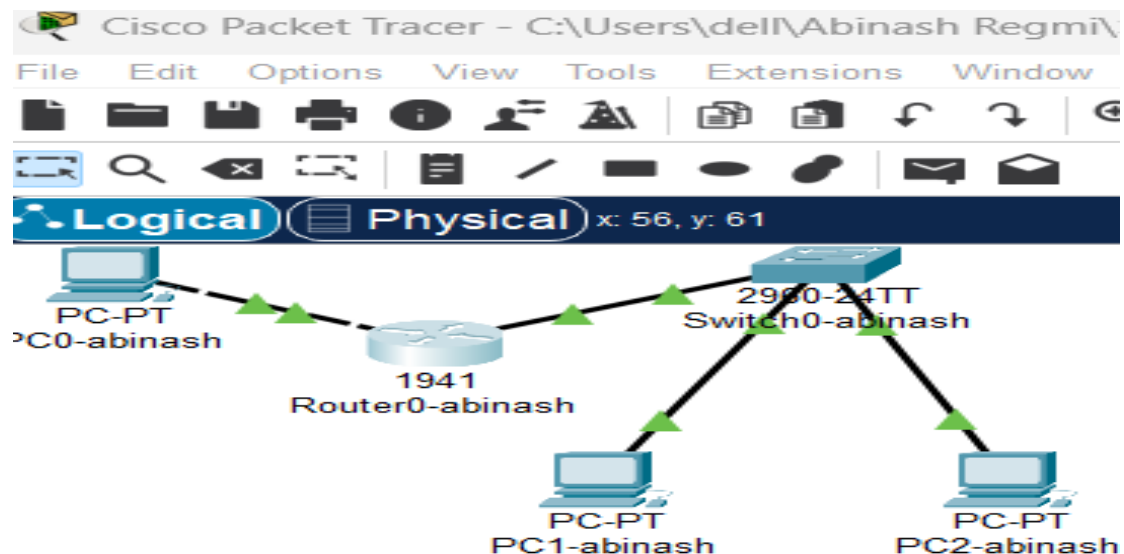 Cisco Packet Tracer - C:\Users\dell\Abinash Regmi\
File Edit Options View Tools Extensions Window
Logical Physical x: 56, y: 61
PC-PT
PC0-abinash
2960-24TT
Switch0-abinash
1941
Router0-abinash
PC-PT
PC1-abinash
PC-PT
PC2-abinash